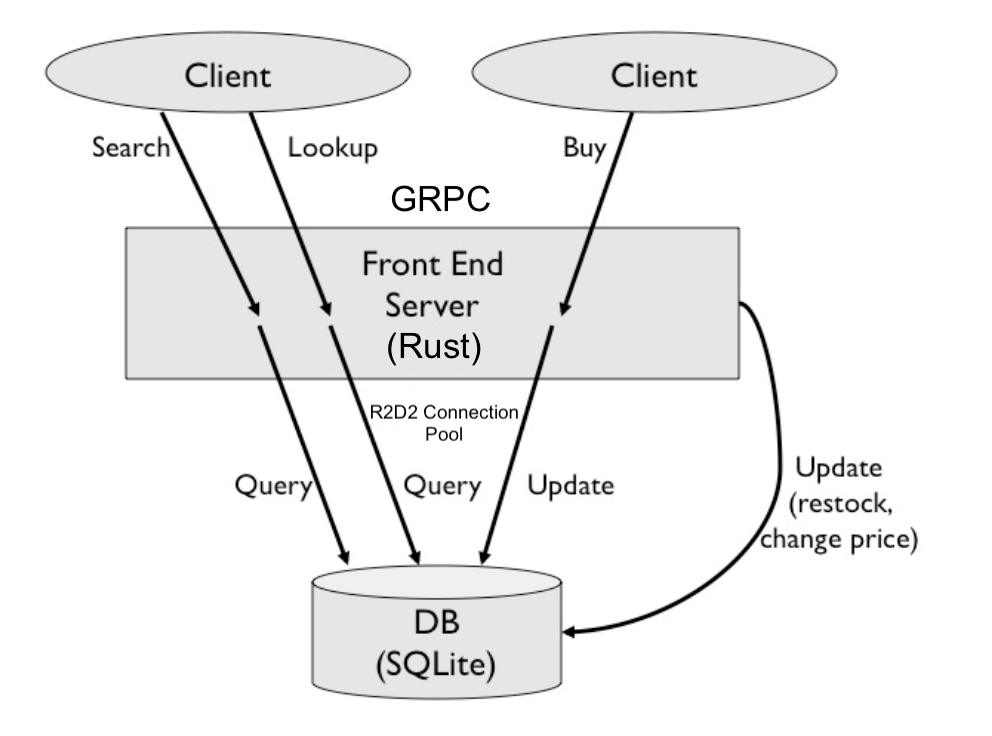 Client
Client
Search
Lookup
Buy
GRPC
Front End
Server
(Rust)
R2D2 Connection
Pool
Query
Query
Update
Update
(restock,
change price)
DB
(SQLite)